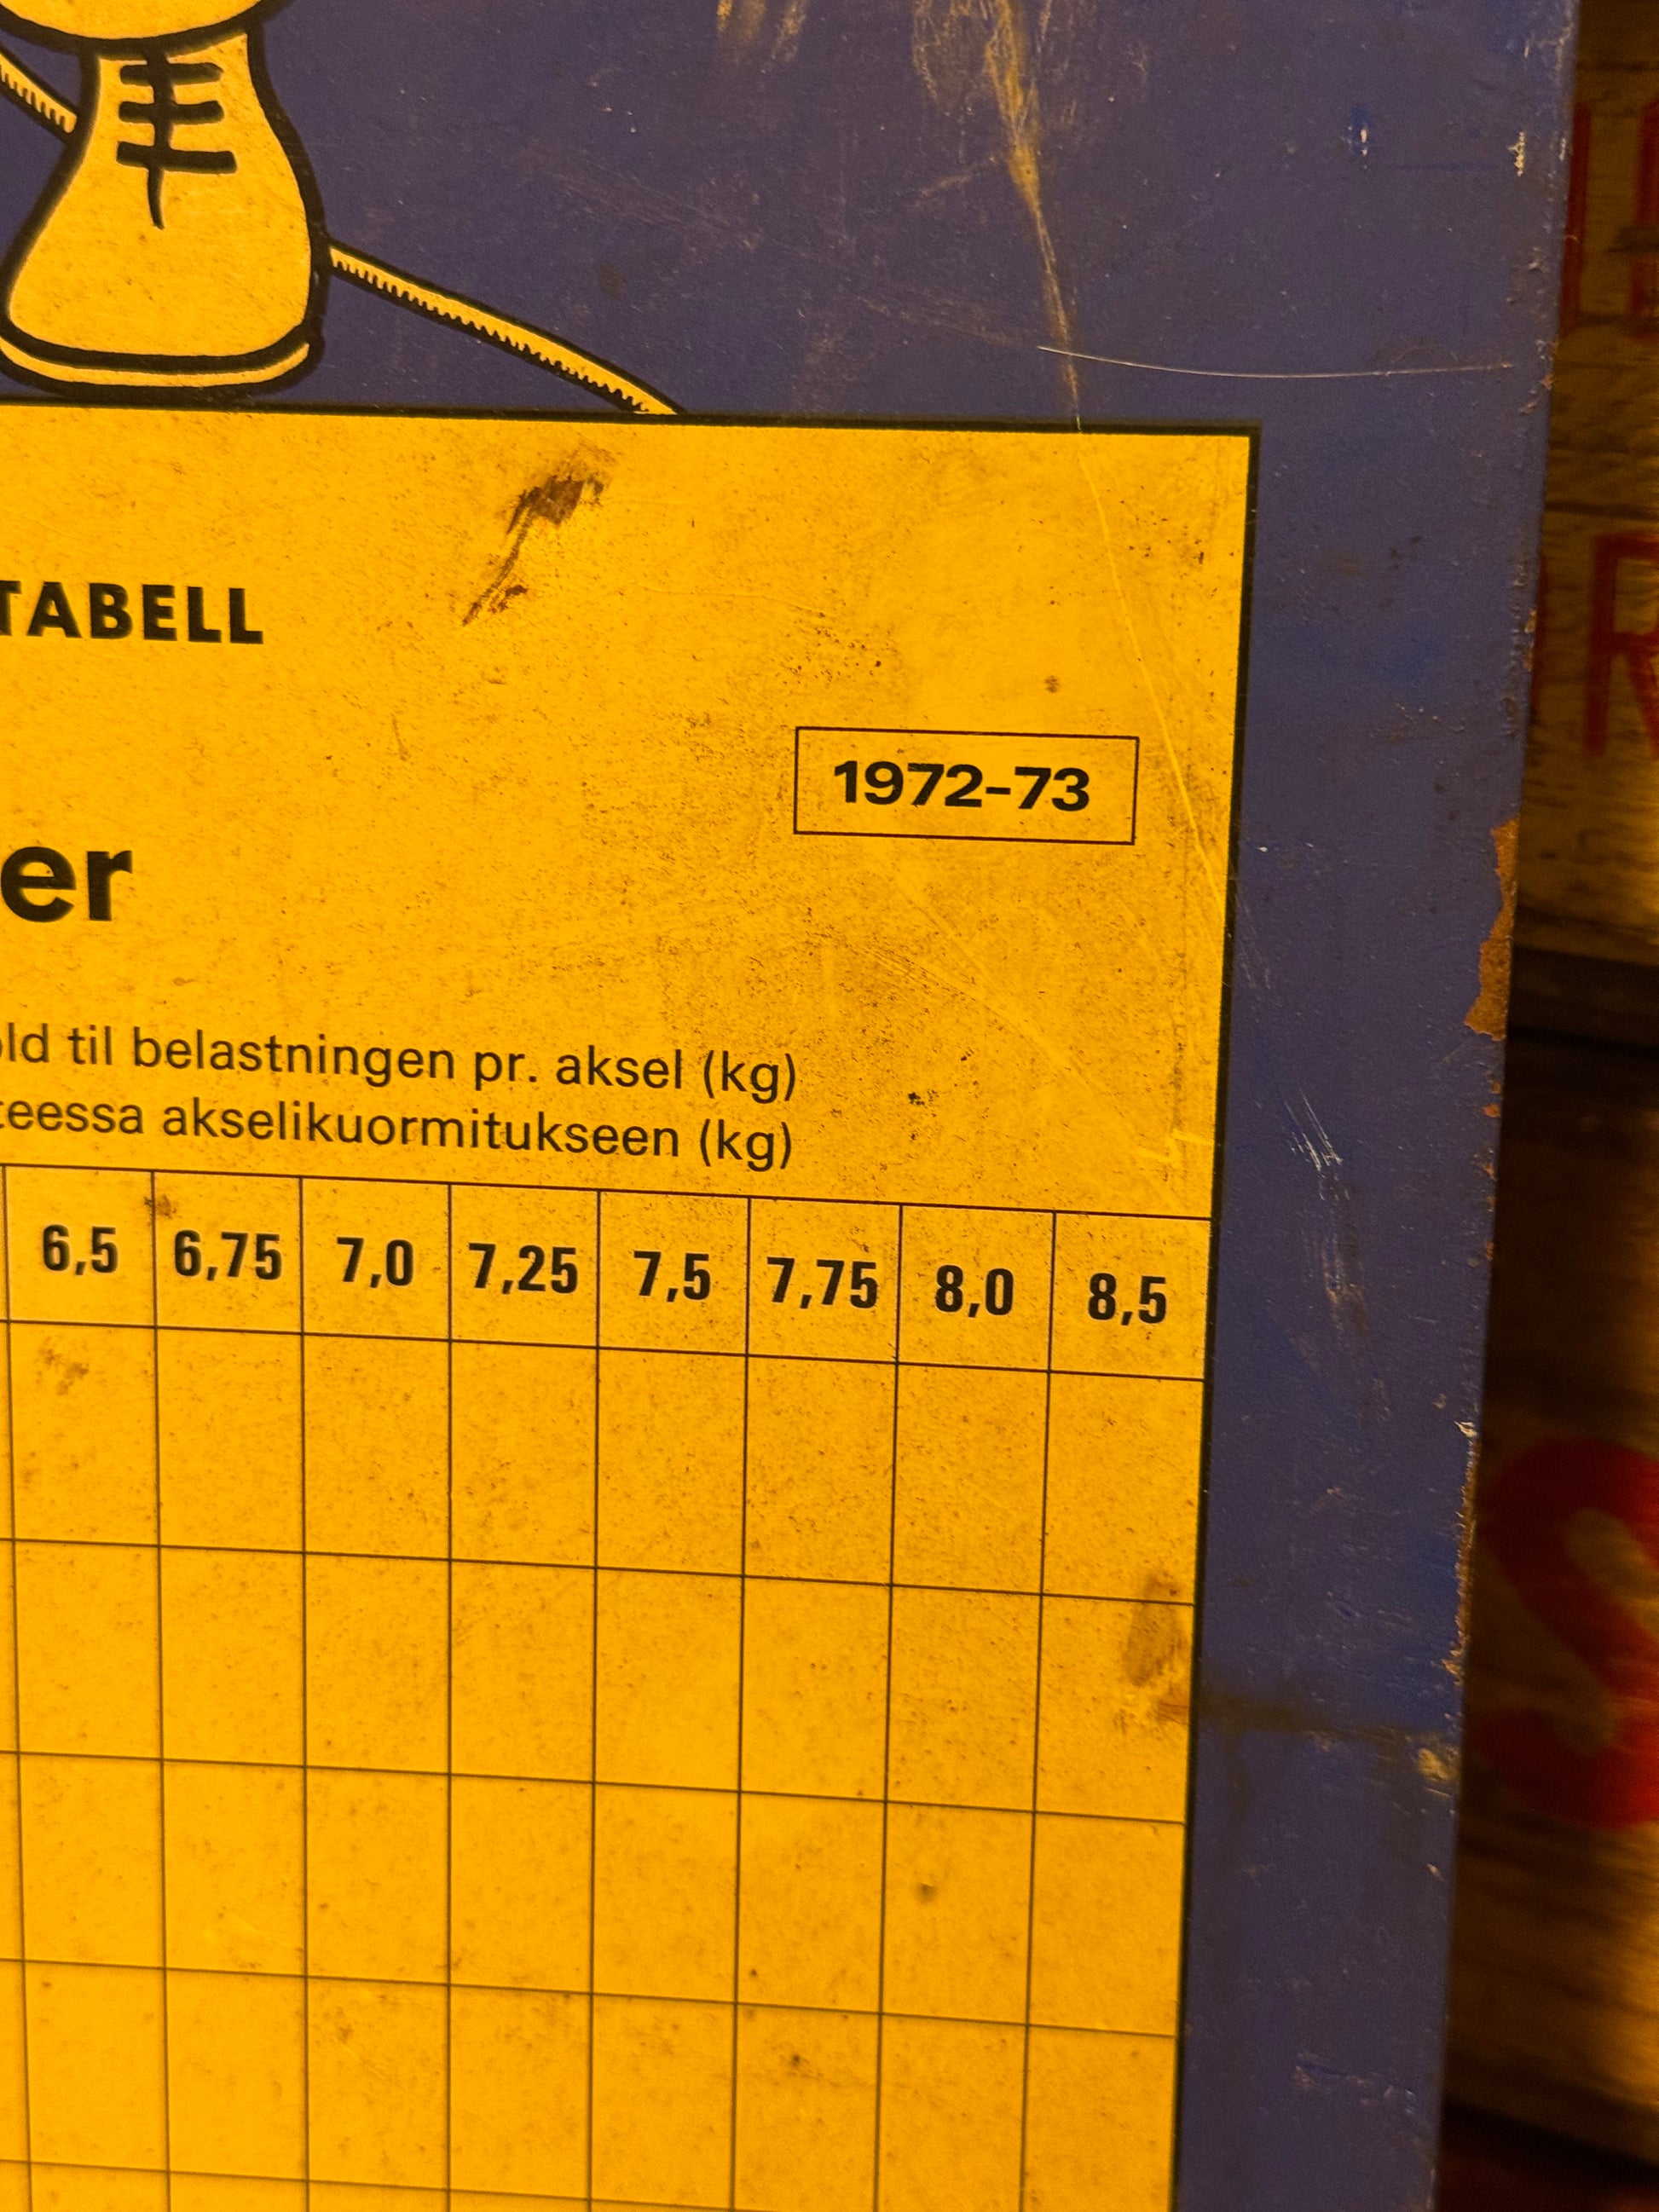 TABELL
1972-73
er
ld til belastningen pr. aksel (kg)
teessa akselikuormitukseen (kg)
6,5 6,75 7,0 7,25 7,5 7,75 8,0 8,5
R
S